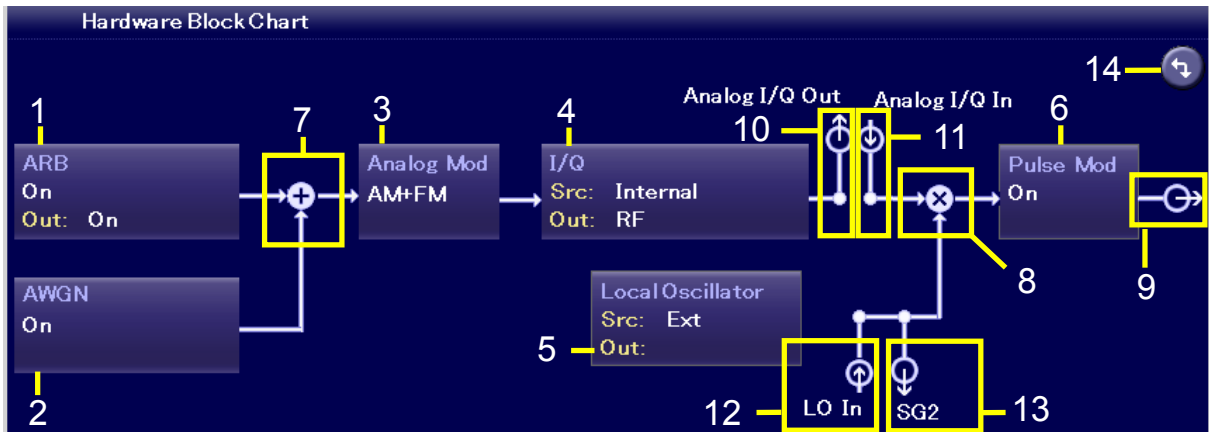 Hardware Block Chart
14
Analog I/Q Out
Analog I/Q In
1
7
3
4
10
11
6
ARB
On
Out: On
Analog Mod
AM+FM
I/Q
Src: Internal
Out: RF
Pulse Mod
On
8
9
AWGN
On
2
Local Oscillator
Src: Ext
Out:
5
12
LO In
SG2
13